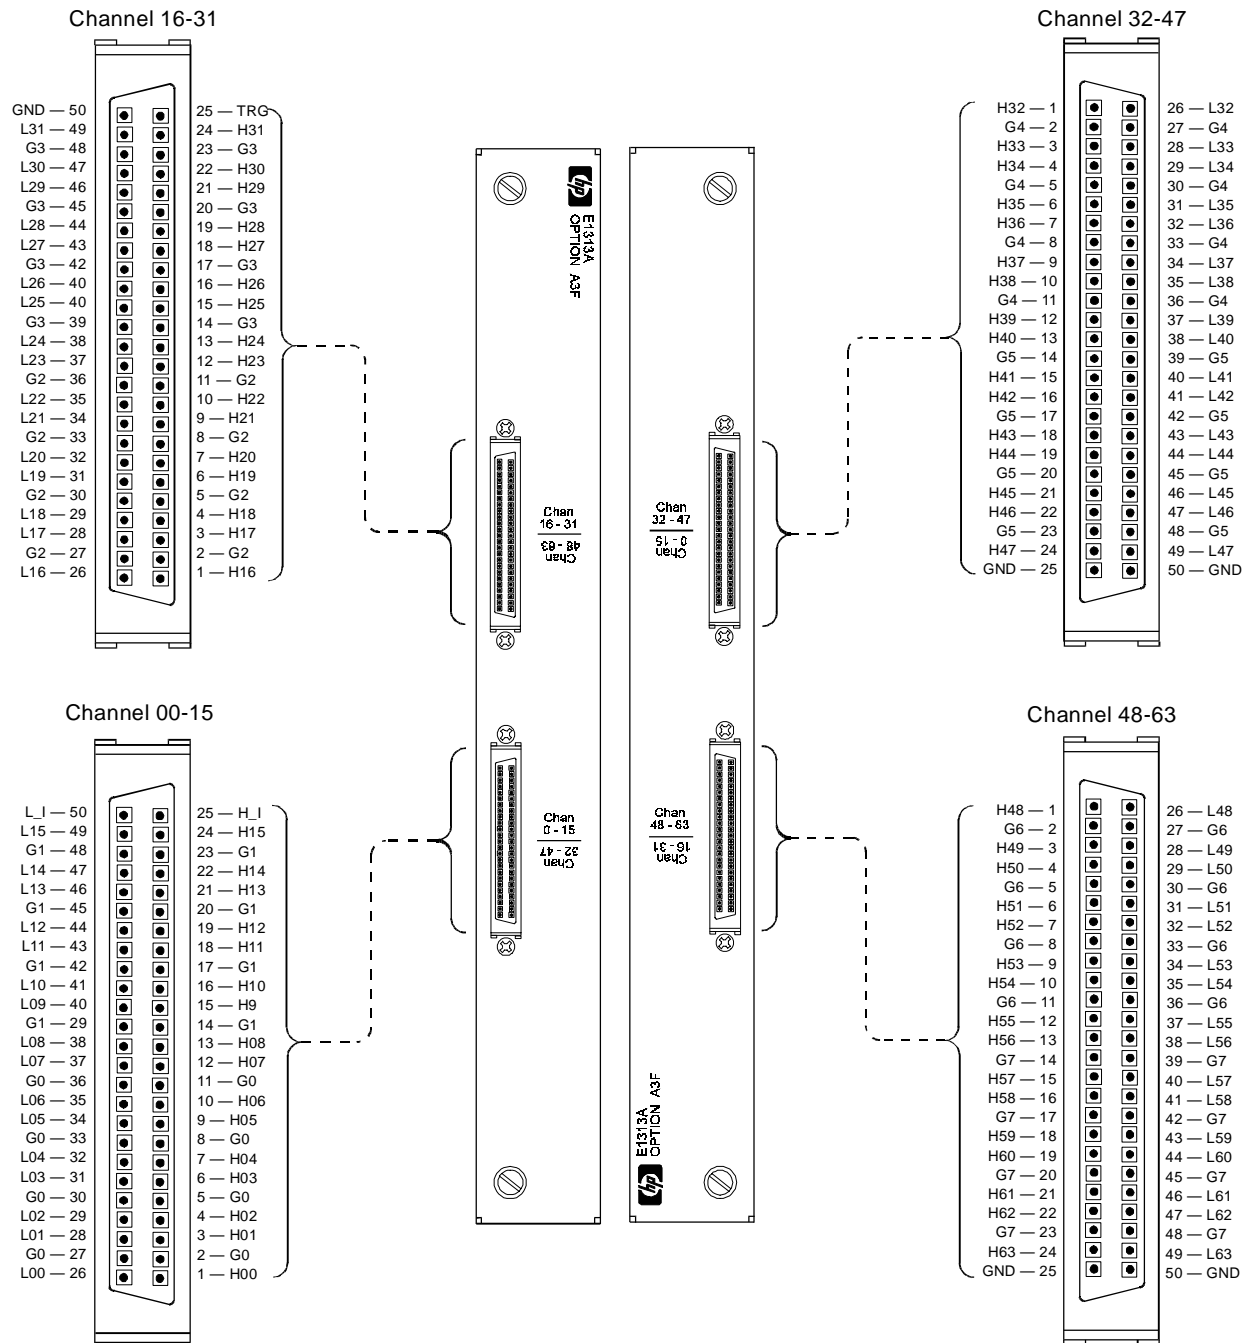 Channel 16-31
GND — 50
L31 — 49
G3 — 48
L30 — 47
L29 — 46
G3 — 45
L28 — 44
L27 — 43
G3 — 42
L26 — 40
L25 — 40
G3 — 39
L24 — 38
L23 — 37
G2 — 36
L22 — 35
L21 — 34
G2 — 33
L20 — 32
L19 — 31
G2 — 30
L18 — 29
L17 — 28
G2 — 27
L16 — 26
25 — TRG
24 — H31
23 — G3
22 — H30
21 — H29
20 — G3
19 — H28
18 — H27
17 — G3
16 — H26
15 — H25
14 — G3
13 — H24
12 — H23
11 — G2
10 — H22
9 — H21
8 — G2
7 — H20
6 — H19
5 — G2
4 — H18
3 — H17
2 — G2
1 — H16
Channel 00-15
L_I — 50
L15 — 49
G1 — 48
L14 — 47
L13 — 46
G1 — 45
L12 — 44
L11 — 43
G1 — 42
L10 — 41
L09 — 40
G1 — 29
L08 — 38
L07 — 37
G0 — 36
L06 — 35
L05 — 34
G0 — 33
L04 — 32
L03 — 31
G0 — 30
L02 — 29
L01 — 28
G0 — 27
L00 — 26
25 — H_I
24 — H15
23 — G1
22 — H14
21 — H13
20 — G1
19 — H12
18 — H11
17 — G1
16 — H10
15 — H9
14 — G1
13 — H08
12 — H07
11 — G0
10 — H06
9 — H05
8 — G0
7 — H04
6 — H03
5 — G0
4 — H02
3 — H01
2 — G0
1 — H00
hp
E1313A
OPTION A3F
Chan
16 - 31
Chan
48 - 63
Chan
0 - 15
Chan
32 - 47
Chan
32 - 47
Chan
0 - 15
Chan
48 - 63
Chan
16 - 31
hp
E1313A
OPTION A3F
Channel 32-47
H32 — 1
G4 — 2
H33 — 3
H34 — 4
G4 — 5
H35 — 6
H36 — 7
G4 — 8
H37 — 9
H38 — 10
G4 — 11
H39 — 12
H40 — 13
G5 — 14
H41 — 15
H42 — 16
G5 — 17
H43 — 18
H44 — 19
G5 — 20
H45 — 21
H46 — 22
G5 — 23
H47 — 24
GND — 25
26 — L32
27 — G4
28 — L33
29 — L34
30 — G4
31 — L35
32 — L36
33 — G4
34 — L37
35 — L38
36 — G4
37 — L39
38 — L40
39 — G5
40 — L41
41 — L42
42 — G5
43 — L43
44 — L44
45 — G5
46 — L45
47 — L46
48 — G5
49 — L47
50 — GND
Channel 48-63
H48 — 1
G6 — 2
H49 — 3
H50 — 4
G6 — 5
H51 — 6
H52 — 7
G6 — 8
H53 — 9
H54 — 10
G6 — 11
H55 — 12
H56 — 13
G7 — 14
H57 — 15
H58 — 16
G7 — 17
H59 — 18
H60 — 19
G7 — 20
H61 — 21
H62 — 22
G7 — 23
H63 — 24
GND — 25
26 — L48
27 — G6
28 — L49
29 — L50
30 — G6
31 — L51
32 — L52
33 — G6
34 — L53
35 — L54
36 — G6
37 — L55
38 — L56
39 — G7
40 — L57
41 — L58
42 — G7
43 — L59
44 — L60
45 — G7
46 — L61
47 — L62
48 — G7
49 — L63
50 — GND